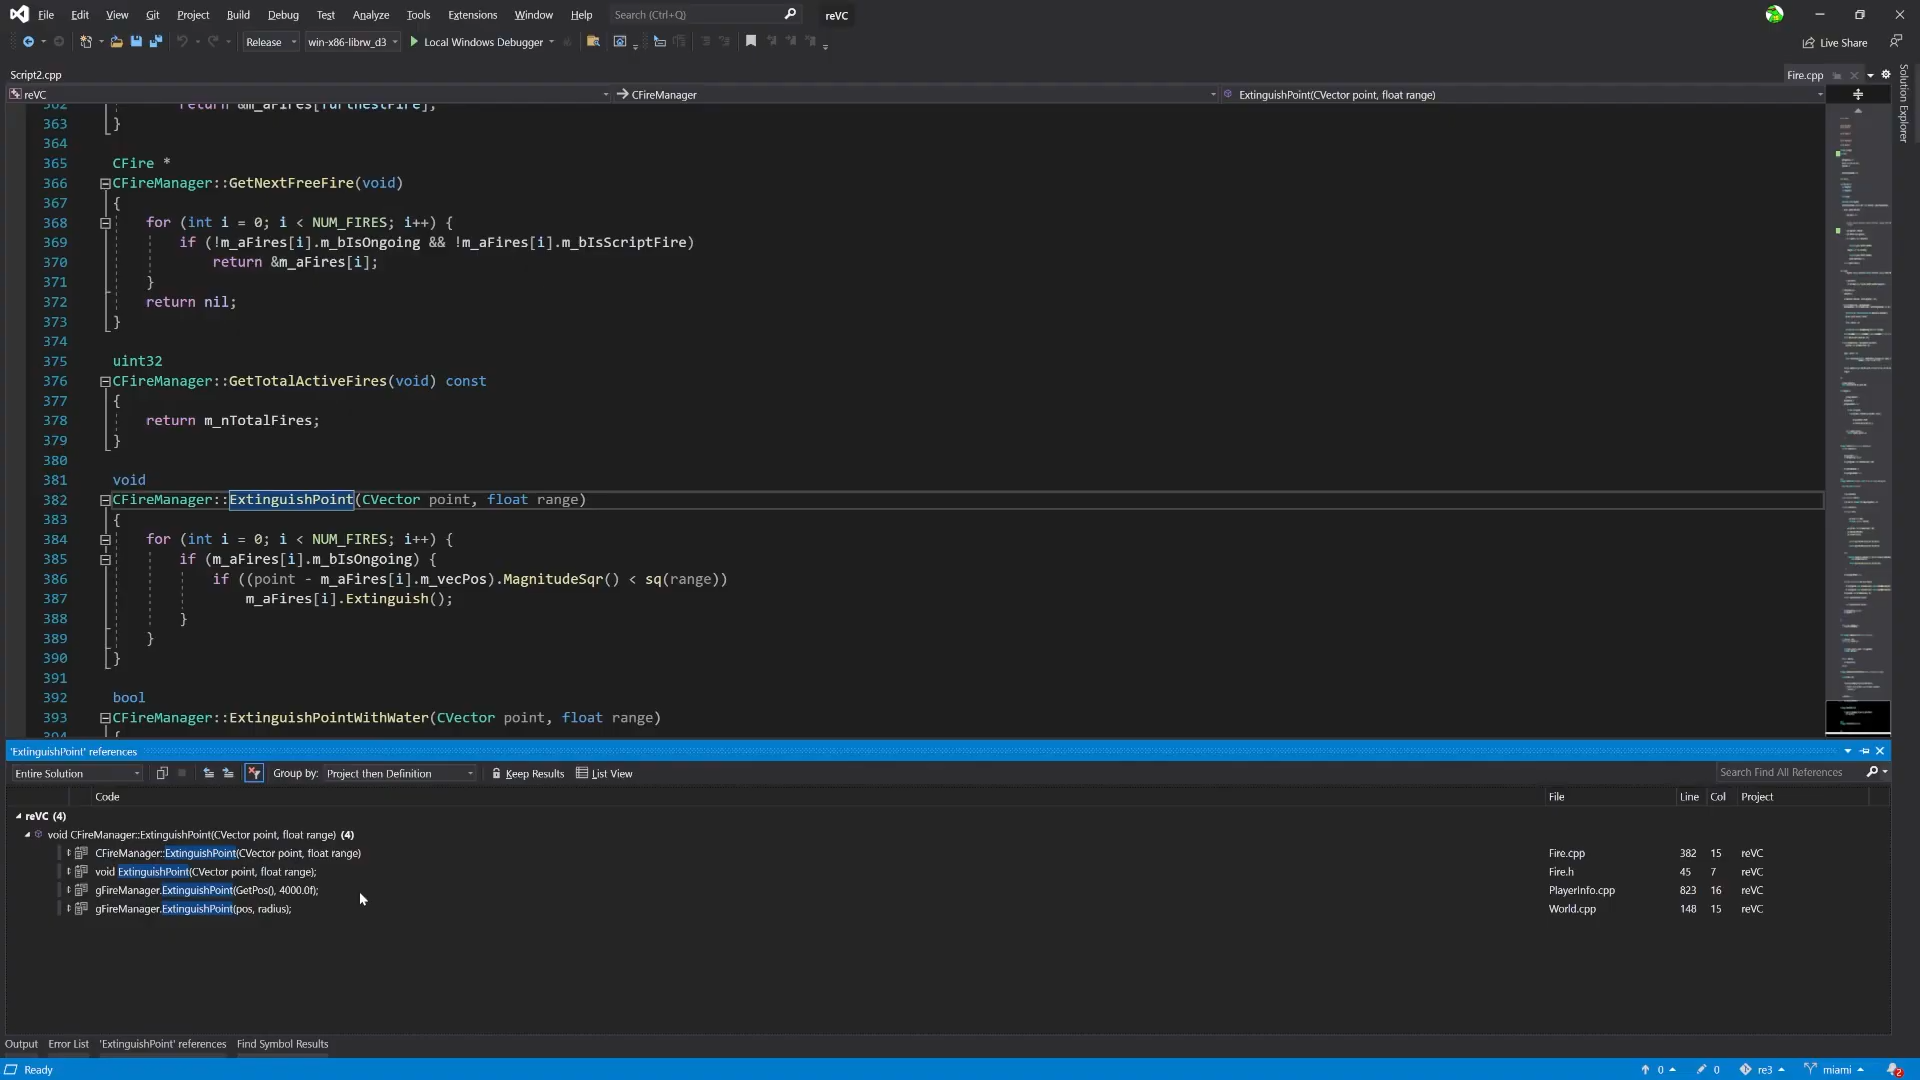 File Edit View Git Project Build Debug Test Analyze Tools Extensions Window Help Search (Ctrl+Q) reVC
Release win-x86-librw_d3 Local Windows Debugger Live Share
Script2.cpp Fire.cpp
reVC CFireManager ExtinguishPoint(CVector point, float range)
Solution Explorer
362 return &m_aFires[furthestFire];
363 }
364
365 CFire *
366 CFireManager::GetNextFreeFire(void)
367 {
368 for (int i = 0; i < NUM_FIRES; i++) {
369 if (!m_aFires[i].m_bIsOngoing && !m_aFires[i].m_bIsScriptFire)
370 return &m_aFires[i];
371 }
372 return nil;
373 }
374
375 uint32
376 CFireManager::GetTotalActiveFires(void) const
377 {
378 return m_nTotalFires;
379 }
380
381 void
382 CFireManager::ExtinguishPoint(CVector point, float range)
383 {
384 for (int i = 0; i < NUM_FIRES; i++) {
385 if (m_aFires[i].m_bIsOngoing) {
386 if ((point - m_aFires[i].m_vecPos).MagnitudeSqr() < sq(range))
387 m_aFires[i].Extinguish();
388 }
389 }
390 }
391
392 bool
393 CFireManager::ExtinguishPointWithWater(CVector point, float range)
394 {
'ExtinguishPoint' references
Entire Solution Group by: Project then Definition Keep Results List View Search Find All References
Code File Line Col Project
reVC (4)
void CFireManager::ExtinguishPoint(CVector point, float range) (4)
CFireManager::ExtinguishPoint(CVector point, float range) Fire.cpp 382 15 reVC
void ExtinguishPoint(CVector point, float range); Fire.h 45 7 reVC
gFireManager.ExtinguishPoint(GetPos(), 4000.0f); PlayerInfo.cpp 823 16 reVC
gFireManager.ExtinguishPoint(pos, radius); World.cpp 148 15 reVC
Output Error List 'ExtinguishPoint' references Find Symbol Results
Ready 0 0 re3 miami 2